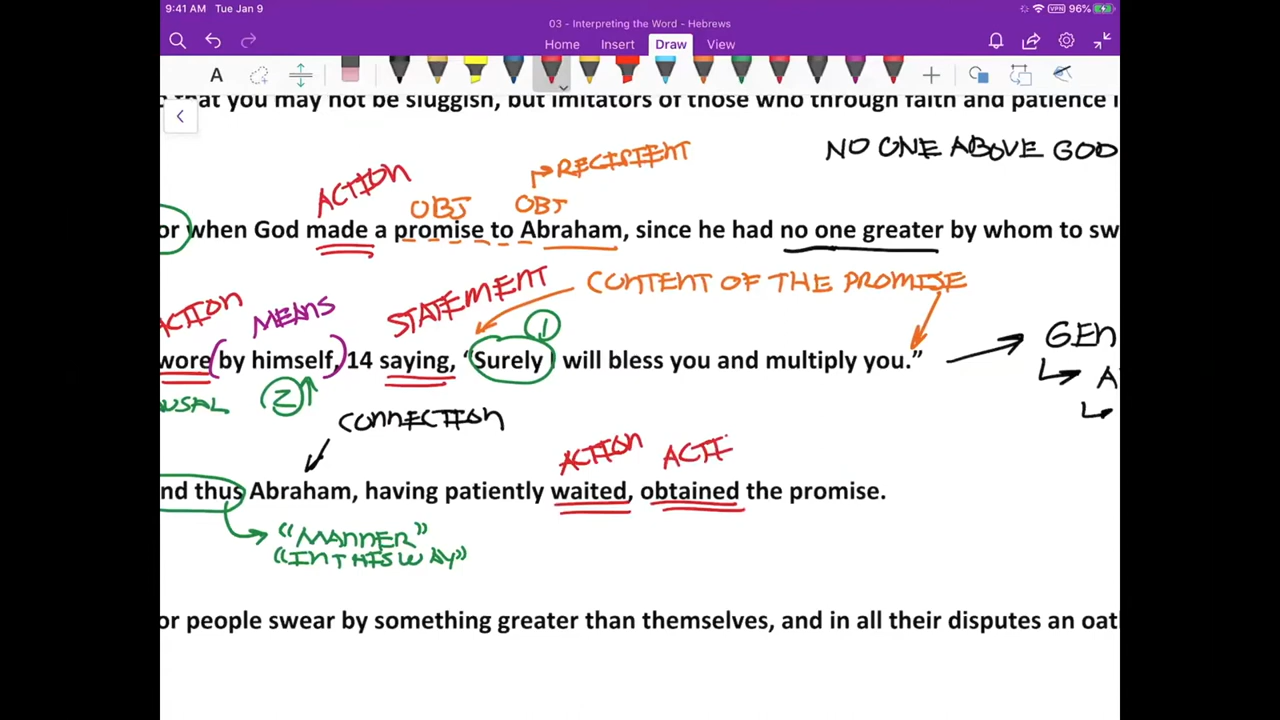 9:41 AM Tue Jan 9
VPN 96%
03 - Interpreting the Word - Hebrews
Home Insert Draw View
A
that you may not be sluggish, but imitators of those who through faith and patience
NO ONE ABOVE GOD
RECIPIENT
ACTION OBJ OBJ
or when God made a promise to Abraham, since he had no one greater by whom to sw
CONTENT OF THE PROMISE
ACTION MEANS STATEMENT 1
GEN
wore (by himself,) 14 saying, “Surely I will bless you and multiply you.”
A
AUSAL 2
CONNECTION
ACTION ACTI
nd thus Abraham, having patiently waited, obtained the promise.
“MANNER”
“IN THIS WAY”
or people swear by something greater than themselves, and in all their disputes an oat